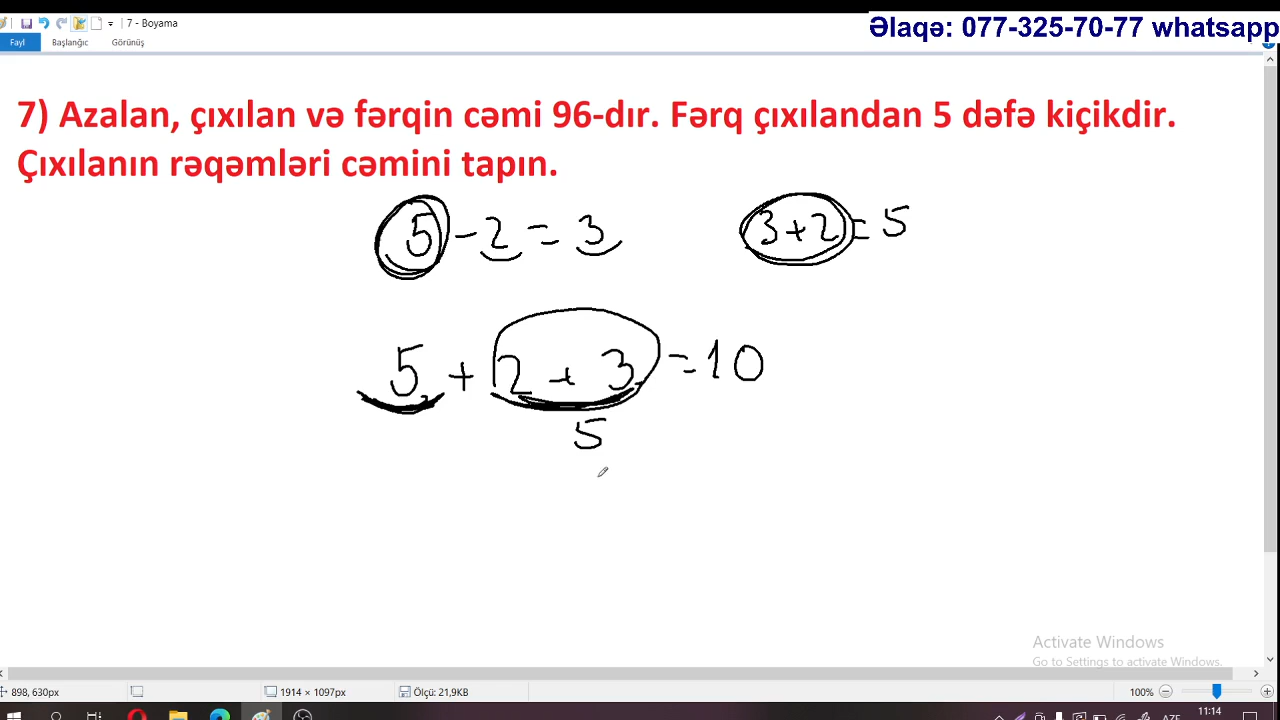 7 - Boyama
Əlaqə: 077-325-70-77 whatsapp
Fayl Başlanğıc Görünüş
7) Azalan, çıxılan və fərqin cəmi 96-dır. Fərq çıxılandan 5 dəfə kiçikdir.
Çıxılanın rəqəmləri cəmini tapın.
5 - 2 = 3 3+2 = 5
5 + 2 + 3 = 10
5
Activate Windows
Go to Settings to activate Windows.
898, 630px 1914 × 1097px Ölçü: 21,9KB 100%
AZE 11:14